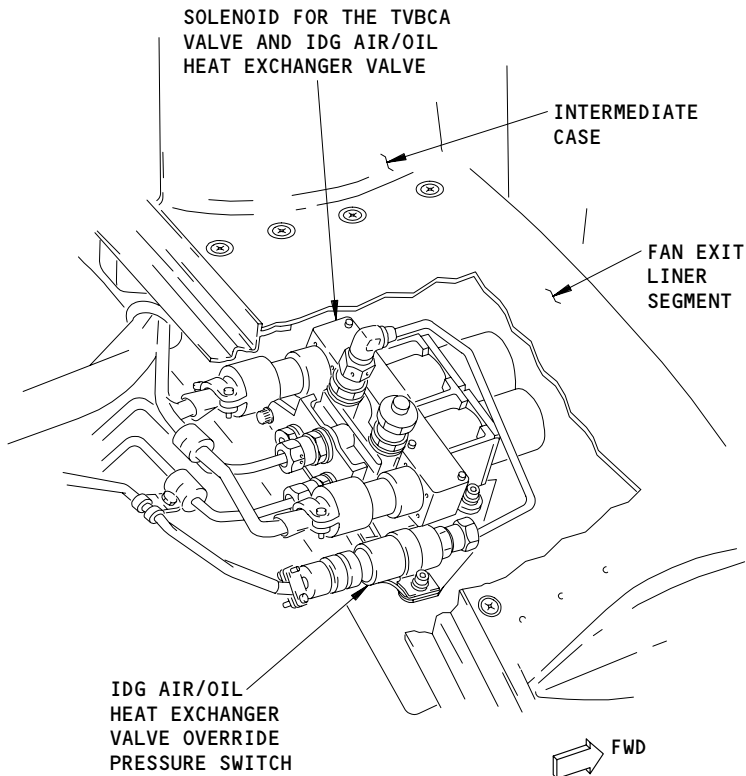 SOLENOID FOR THE TVBCA
VALVE AND IDG AIR/OIL
HEAT EXCHANGER VALVE
INTERMEDIATE
CASE
FAN EXIT
LINER
SEGMENT
IDG AIR/OIL
HEAT EXCHANGER
VALVE OVERRIDE
PRESSURE SWITCH
FWD